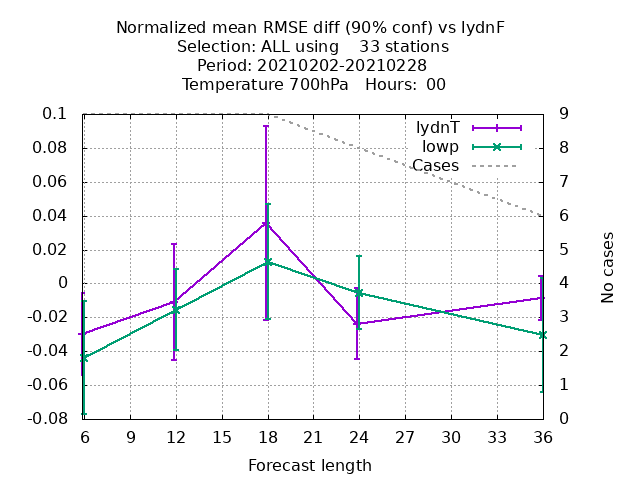 Normalized mean RMSE diff (90% conf) vs IydnF
Selection: ALL using    33 stations
Period: 20210202-20210228
Temperature 700hPa   Hours:  00
0.1
0.08
0.06
0.04
0.02
0
-0.02
-0.04
-0.06
-0.08
9
8
7
6
5
4
3
2
1
0
IydnT
Iowp
Cases
No cases
6 9 12 15 18 21 24 27 30 33 36
Forecast length